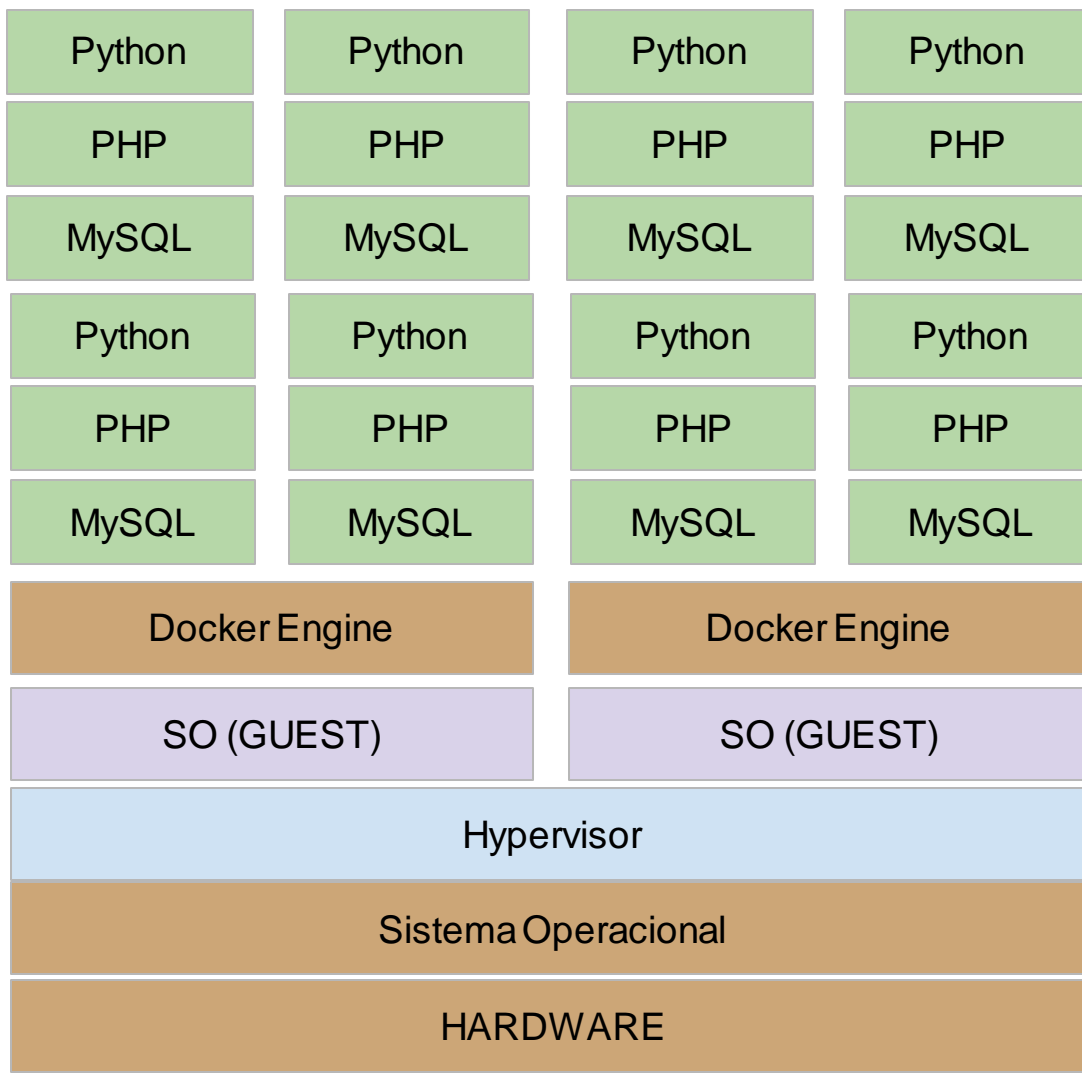 Python Python Python Python
PHP PHP PHP PHP
MySQL MySQL MySQL MySQL
Python Python Python Python
PHP PHP PHP PHP
MySQL MySQL MySQL MySQL
Docker Engine Docker Engine
SO (GUEST) SO (GUEST)
Hypervisor
Sistema Operacional
HARDWARE